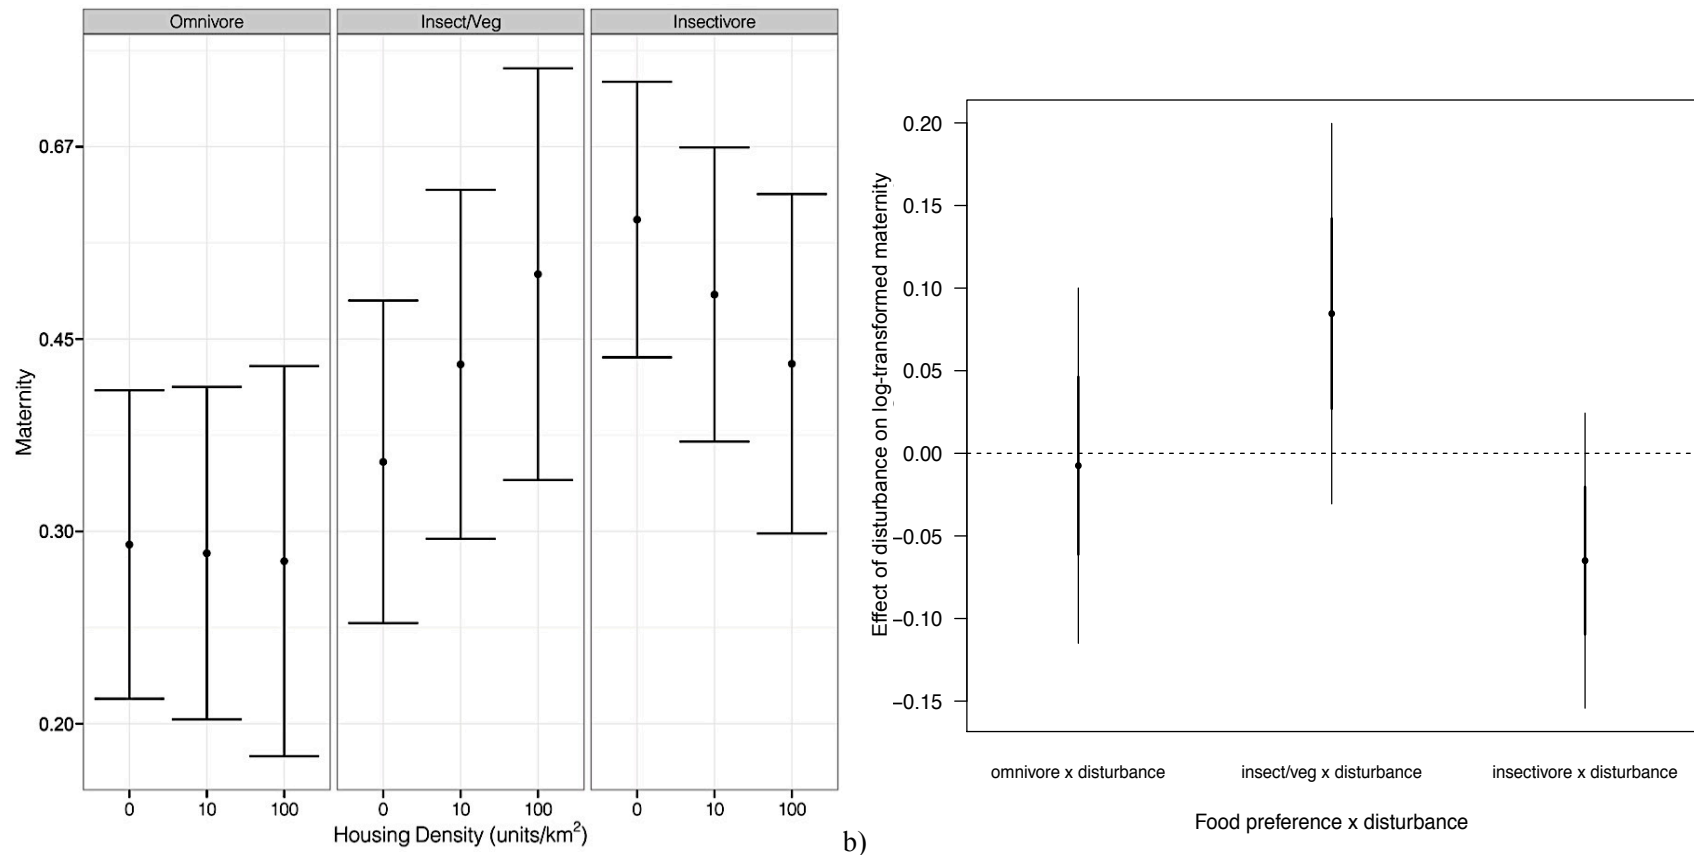 Omnivore Insect/Veg Insectivore
Maternity
0.67
0.45
0.30
0.20
0 10 100 0 10 100 0 10 100
Housing Density (units/km²)
b)
Effect of disturbance on log-transformed maternity
0.20
0.15
0.10
0.05
0.00
−0.05
−0.10
−0.15
omnivore x disturbance insect/veg x disturbance insectivore x disturbance
Food preference x disturbance